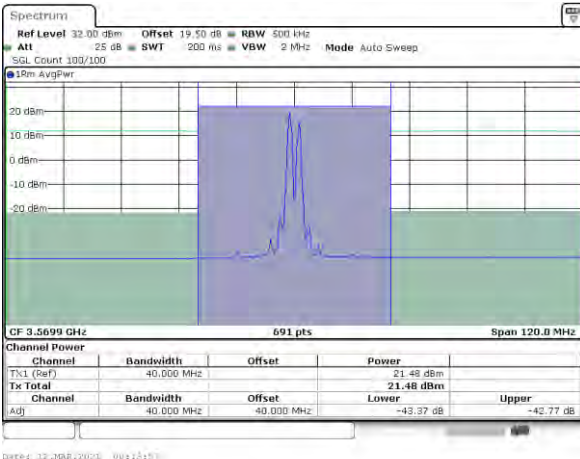 Spectrum
Ref Level 32.00 dBm Offset 19.50 dB RBW 500 kHz
Att 25 dB SWT 200 ms VBW 2 MHz Mode Auto Sweep
SGL Count 100/100
1Rm AvgPwr
20 dBm
10 dBm
0 dBm
-10 dBm
-20 dBm
CF 3.5699 GHz 691 pts Span 120.0 MHz
Channel Power
Channel Bandwidth Offset Power
TX1 (Ref) 40.000 MHz 21.48 dBm
Tx Total 21.48 dBm
Channel Bandwidth Offset Lower Upper
Adj 40.000 MHz 40.000 MHz -43.37 dB -42.77 dB
Date: 12.MAR.2021